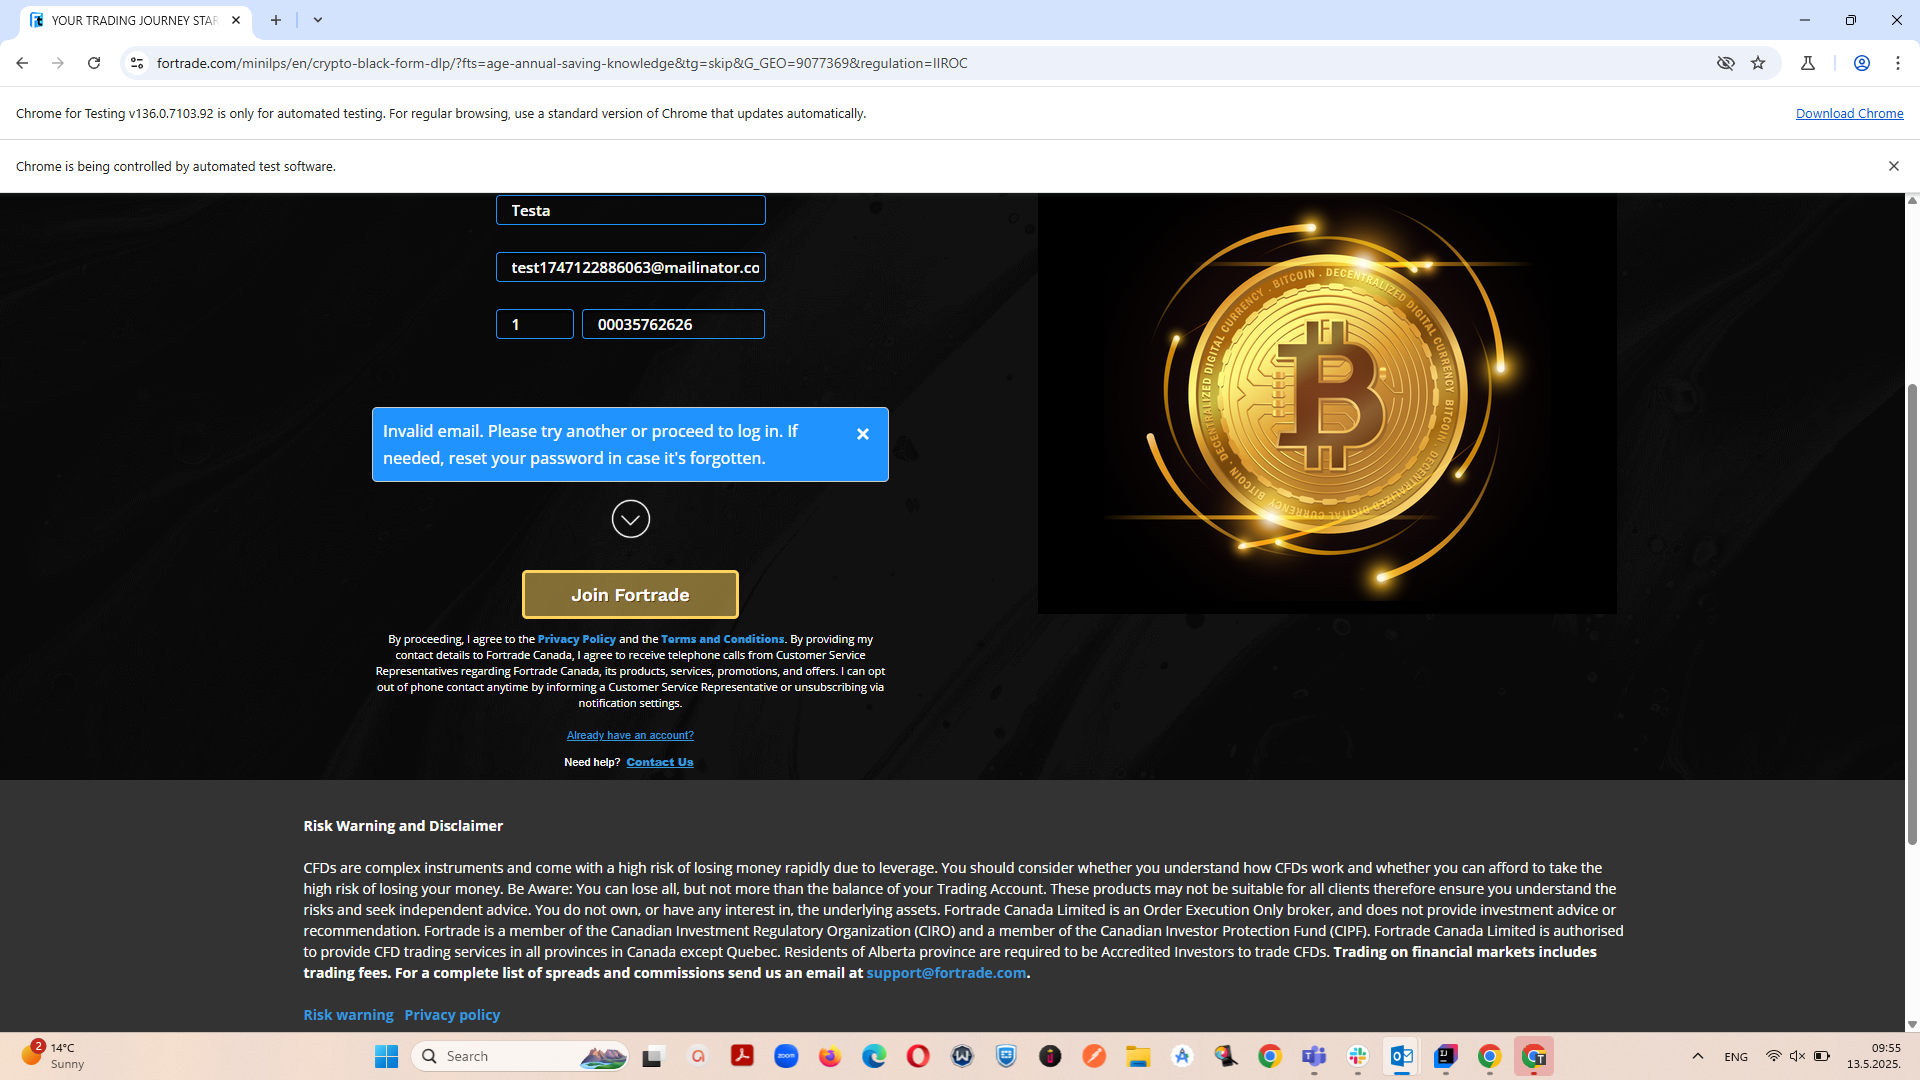 YOUR TRADING JOURNEY STAR
fortrade.com/minilps/en/crypto-black-form-dlp/?fts=age-annual-saving-knowledge&tg=skip&G_GEO=9077369&regulation=IIROC
Chrome for Testing v136.0.7103.92 is only for automated testing. For regular browsing, use a standard version of Chrome that updates automatically.
Download Chrome
Chrome is being controlled by automated test software.
Testa
test1747122886063@mailinator.co
1
00035762626
Invalid email. Please try another or proceed to log in. If
needed, reset your password in case it's forgotten.
Join Fortrade
By proceeding, I agree to the Privacy Policy and the Terms and Conditions. By providing my
contact details to Fortrade Canada, I agree to receive telephone calls from Customer Service
Representatives regarding Fortrade Canada, its products, services, promotions, and offers. I can opt
out of phone contact anytime by informing a Customer Service Representative or unsubscribing via
notification settings.
Already have an account?
Need help? Contact Us
BITCOIN . DECENTRALIZED DIGITAL CURRENCY . BITCOIN . DECENTRALIZED DIGITAL CURRENCY BITCOIN . DECENTRALIZED DIGITAL CURRENCY
Risk Warning and Disclaimer
CFDs are complex instruments and come with a high risk of losing money rapidly due to leverage. You should consider whether you understand how CFDs work and whether you can afford to take the
high risk of losing your money. Be Aware: You can lose all, but not more than the balance of your Trading Account. These products may not be suitable for all clients therefore ensure you understand the
risks and seek independent advice. You do not own, or have any interest in, the underlying assets. Fortrade Canada Limited is an Order Execution Only broker, and does not provide investment advice or
recommendation. Fortrade is a member of the Canadian Investment Regulatory Organization (CIRO) and a member of the Canadian Investor Protection Fund (CIPF). Fortrade Canada Limited is authorised
to provide CFD trading services in all provinces in Canada except Quebec. Residents of Alberta province are required to be Accredited Investors to trade CFDs. Trading on financial markets includes
trading fees. For a complete list of spreads and commissions send us an email at support@fortrade.com.
Risk warning Privacy policy
2
14°C
Sunny
Search
zoom
ENG
09:55
13.5.2025.